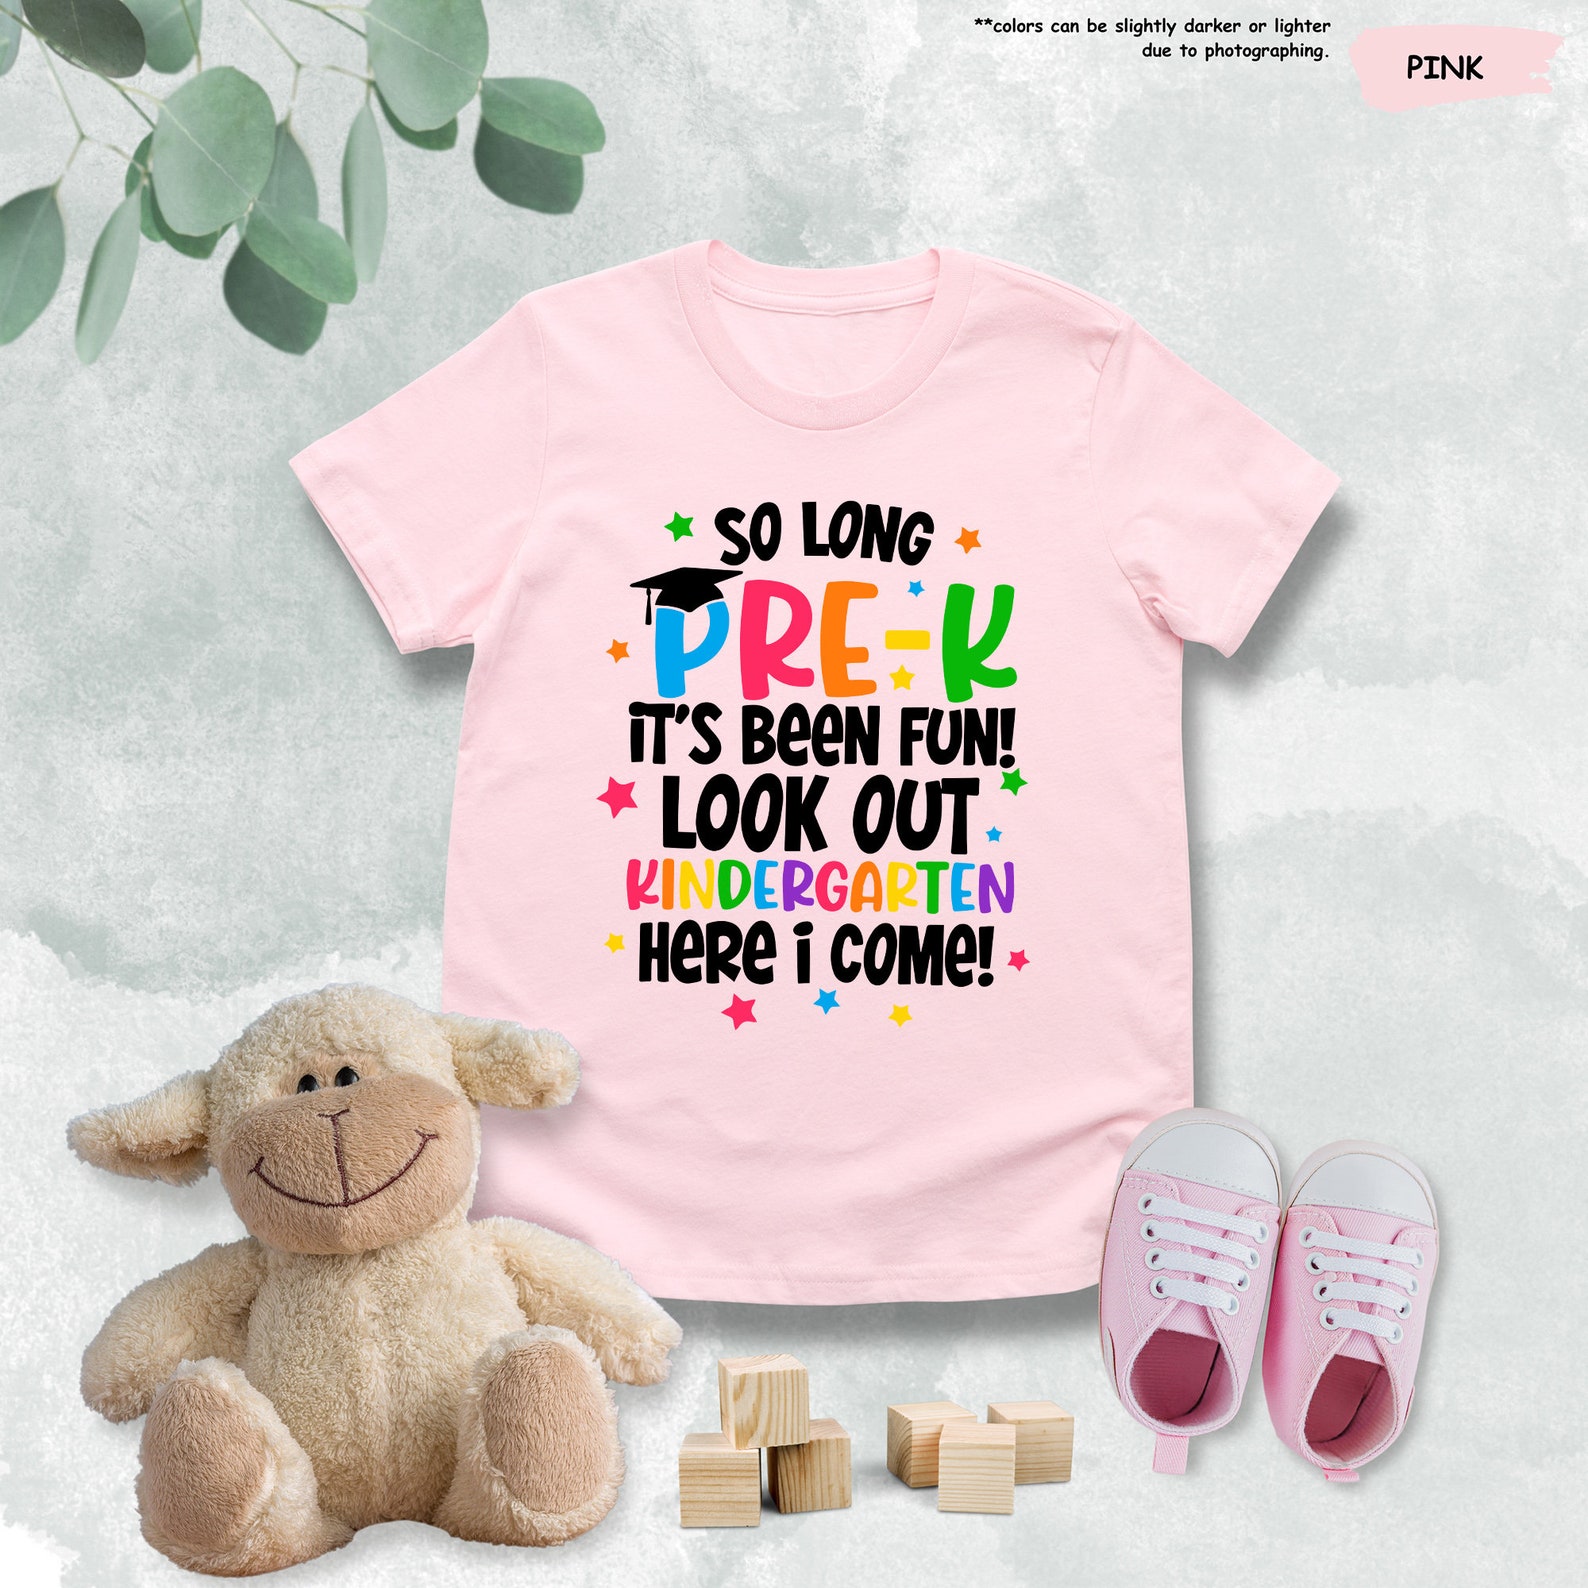 **colors can be slightly darker or lighter
due to photographing.
PINK
SO LONG
PRE-K
iT'S BeeN FUN!
LOOK OUT
KINDERGARTEN
HeRe i COMe!